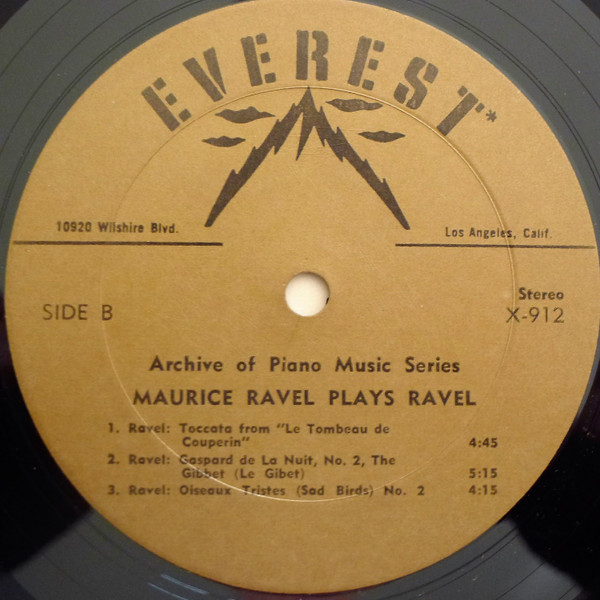 EVEREST*
10920 Wilshire Blvd.
Los Angeles, Calif.
SIDE B
Stereo
X-912
Archive of Piano Music Series
MAURICE RAVEL PLAYS RAVEL
1. Ravel: Toccata from "Le Tombeau de
Couperin" 4:45
2. Ravel: Gaspard de La Nuit, No. 2, The
Gibbet (Le Gibet) 5:15
3. Ravel: Oiseaux Tristes (Sad Birds) No. 2 4:15